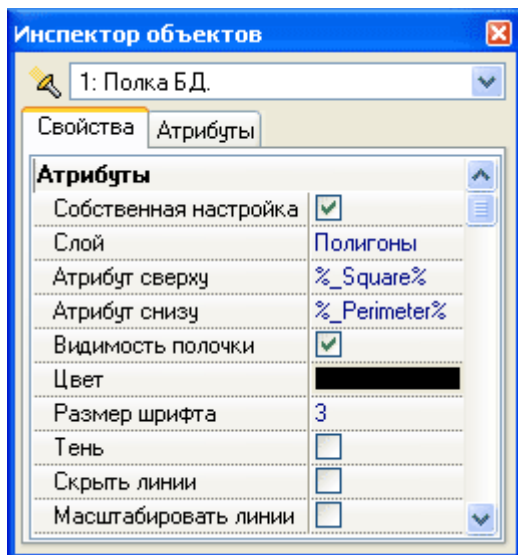 Инспектор объектов
1: Полка БД.
Свойства Атрибуты
Атрибуты
Собственная настройка
Слой Полигоны
Атрибут сверху %_Square%
Атрибут снизу %_Perimeter%
Видимость полочки
Цвет
Размер шрифта 3
Тень
Скрыть линии
Масштабировать линии